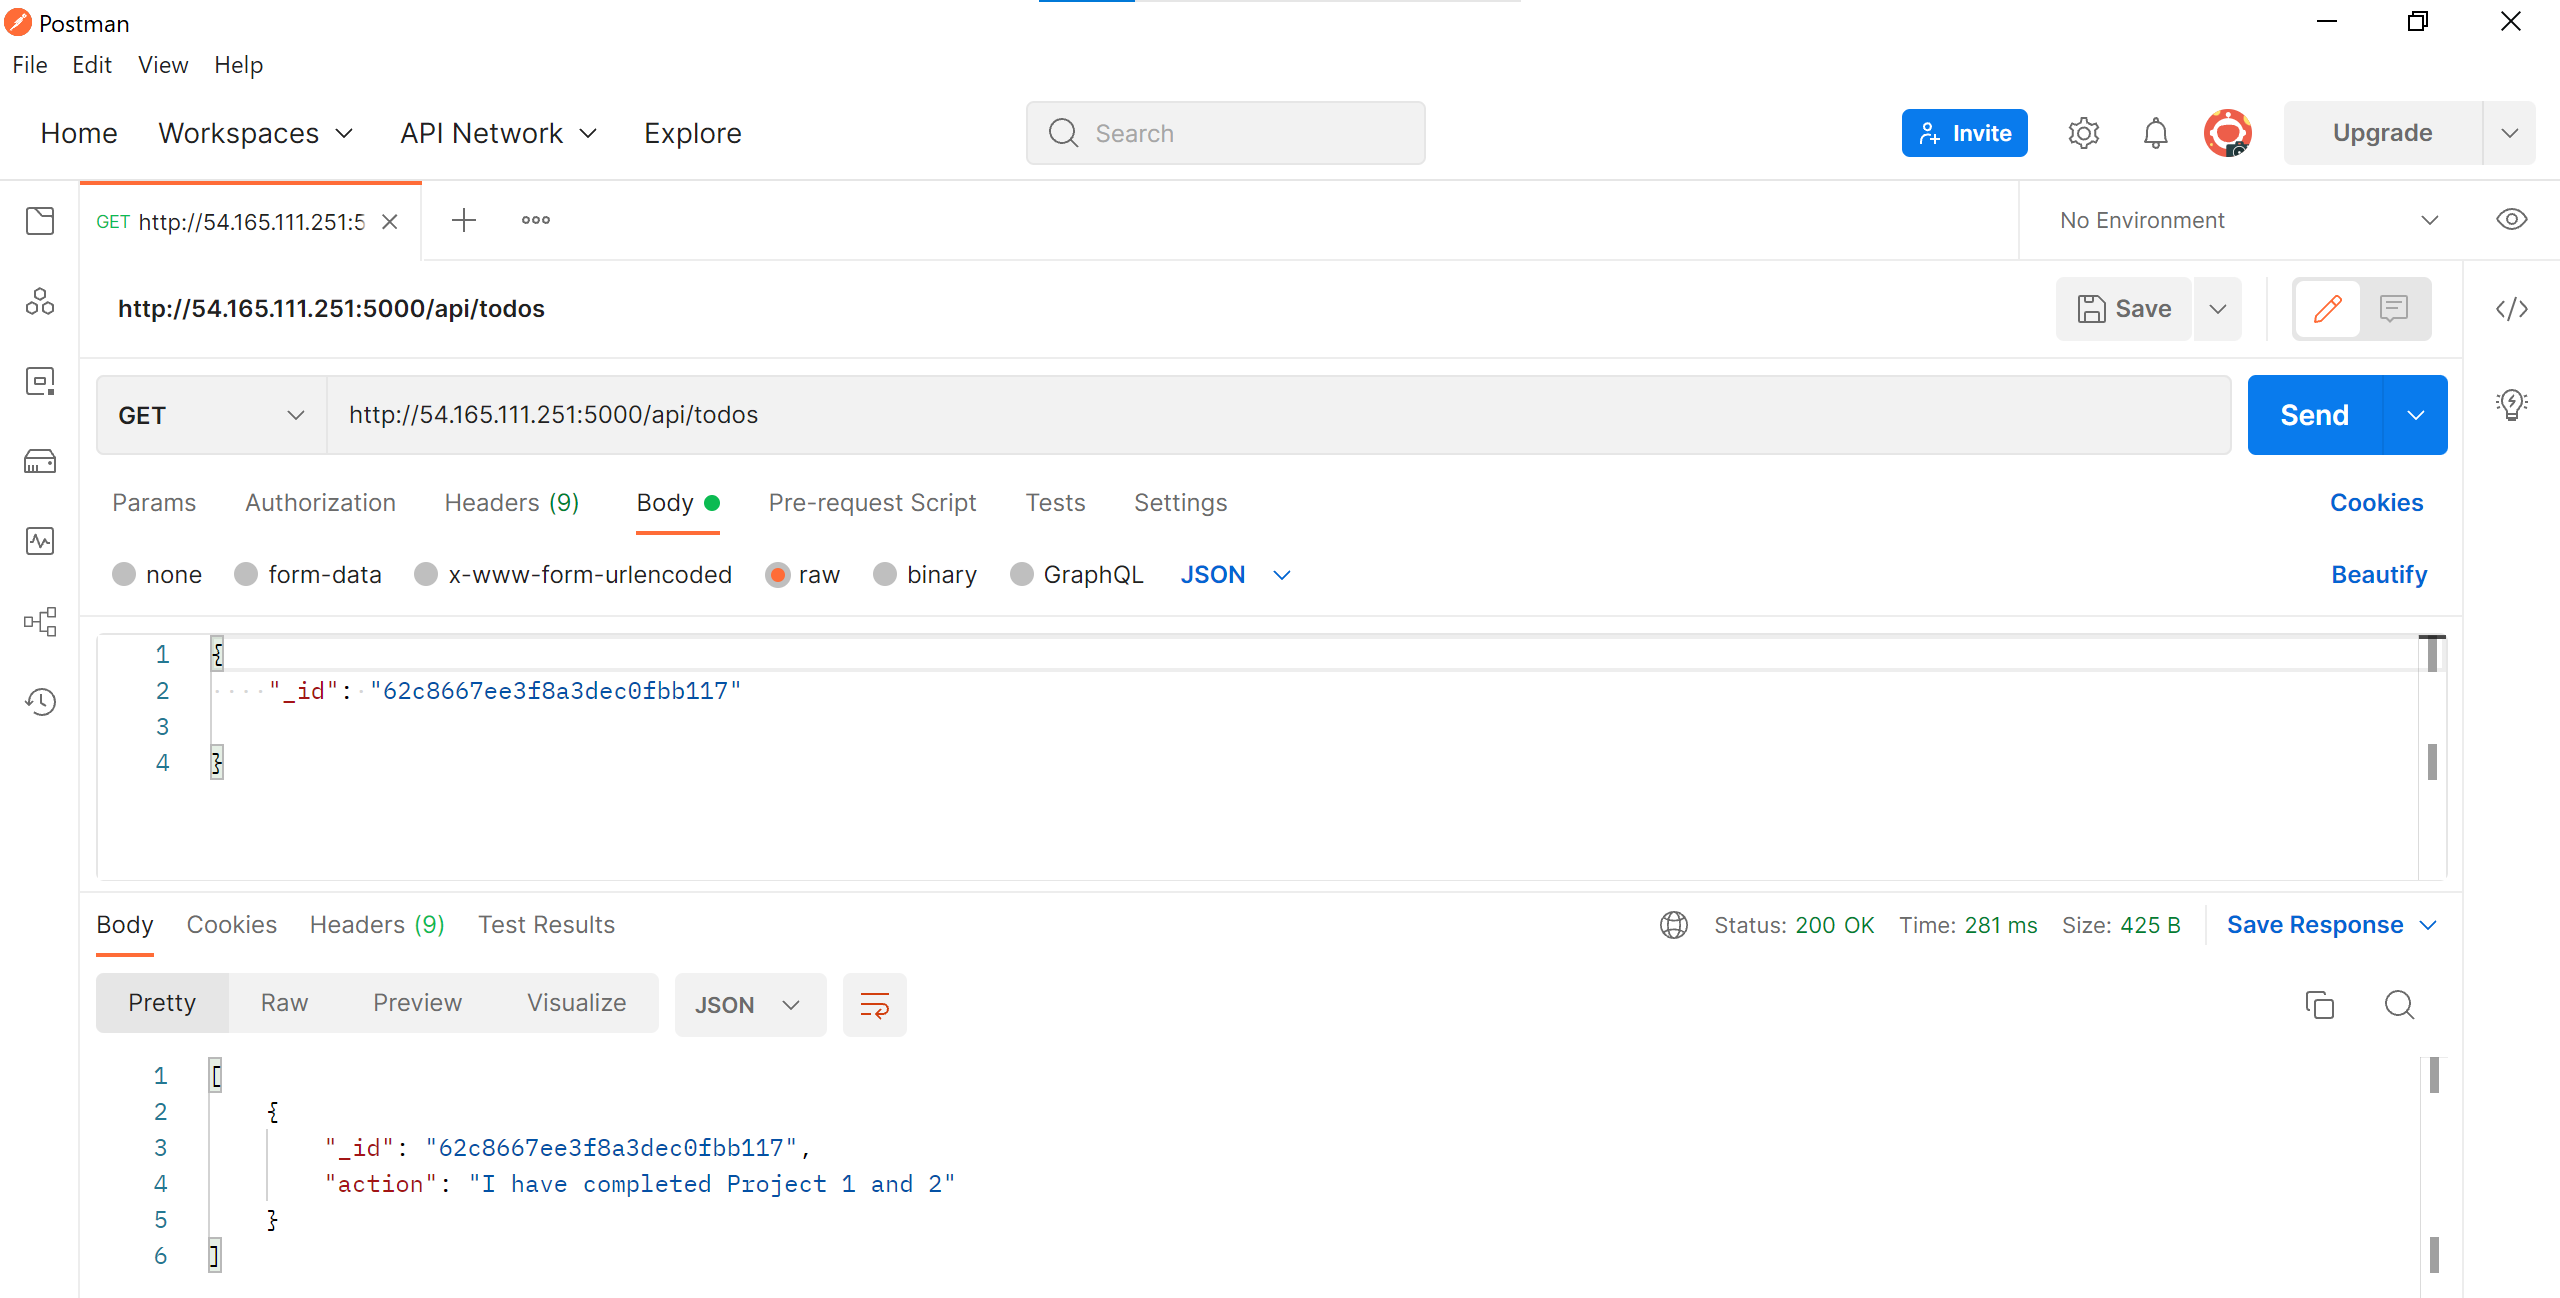 Postman
File Edit View Help
Home Workspaces API Network Explore Search Invite Upgrade
GET http://54.165.111.251:5 No Environment
http://54.165.111.251:5000/api/todos Save
GET http://54.165.111.251:5000/api/todos Send
Params Authorization Headers (9) Body Pre-request Script Tests Settings Cookies
none form-data x-www-form-urlencoded raw binary GraphQL JSON Beautify
1 {
2 "_id": "62c8667ee3f8a3dec0fbb117"
3
4 }
Body Cookies Headers (9) Test Results Status: 200 OK Time: 281 ms Size: 425 B Save Response
Pretty Raw Preview Visualize JSON
1 [
2 {
3 "_id": "62c8667ee3f8a3dec0fbb117",
4 "action": "I have completed Project 1 and 2"
5 }
6 ]